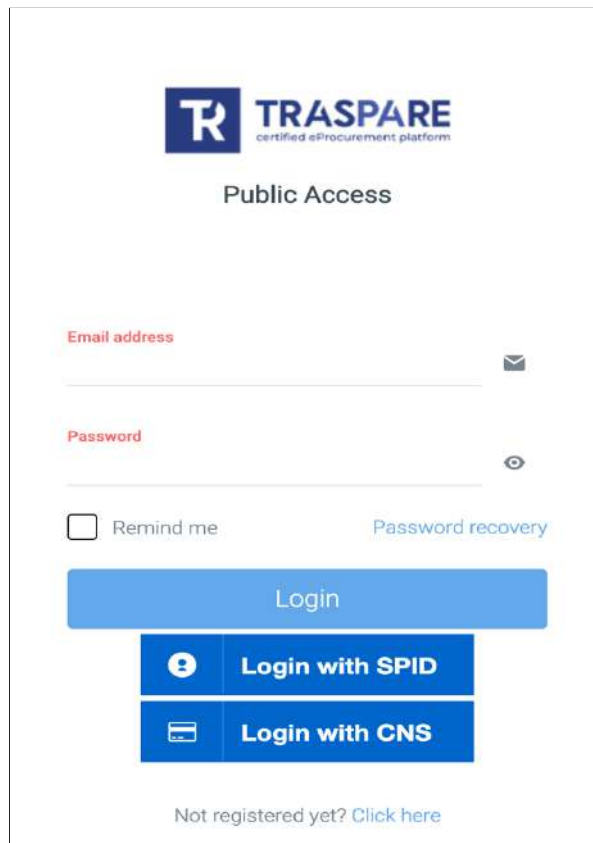 TR TRASPARE
certified eProcurement platform
Public Access
Email address
Password
Remind me Password recovery
Login
Login with SPID
Login with CNS
Not registered yet? Click here